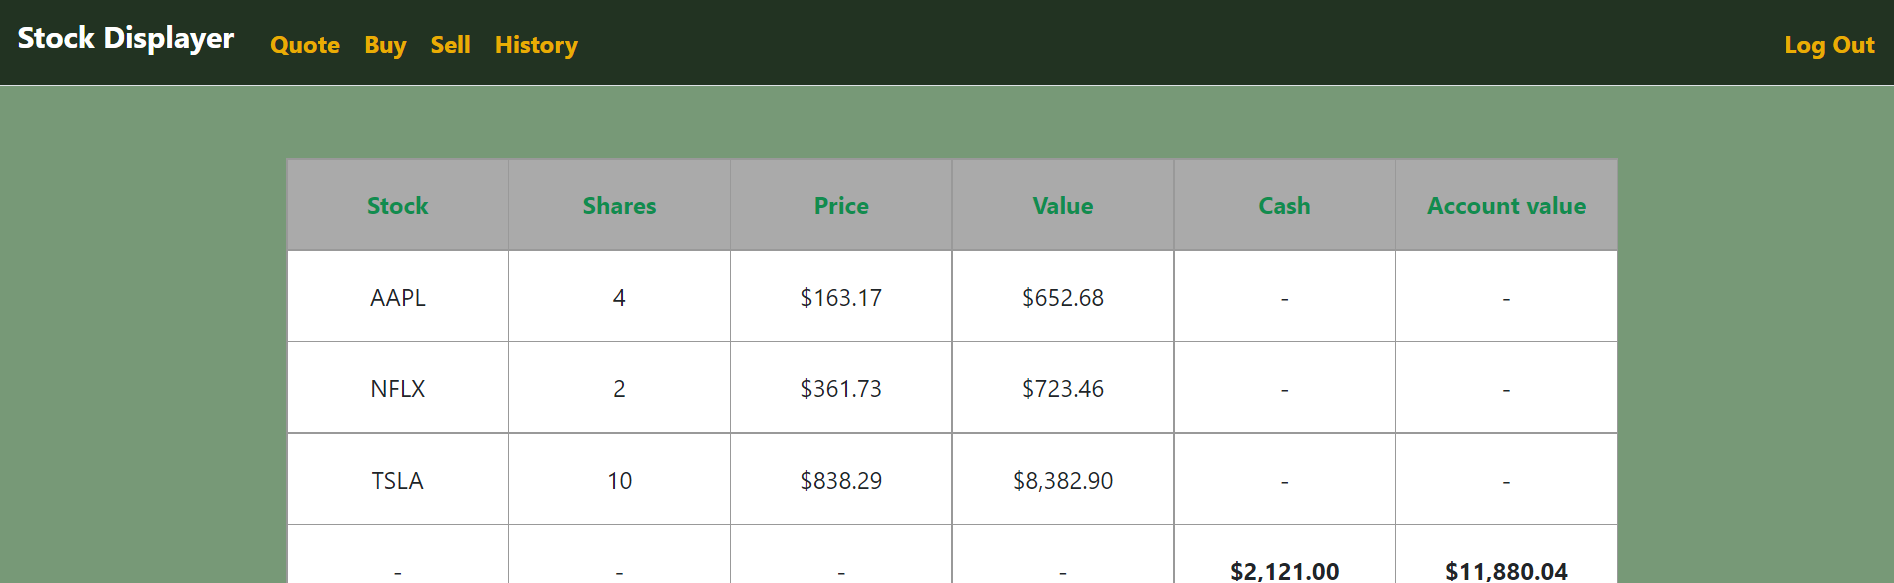 Stock Displayer Quote Buy Sell History Log Out
Stock Shares Price Value Cash Account value
AAPL 4 $163.17 $652.68 - -
NFLX 2 $361.73 $723.46 - -
TSLA 10 $838.29 $8,382.90 - -
- - - - $2,121.00 $11,880.04